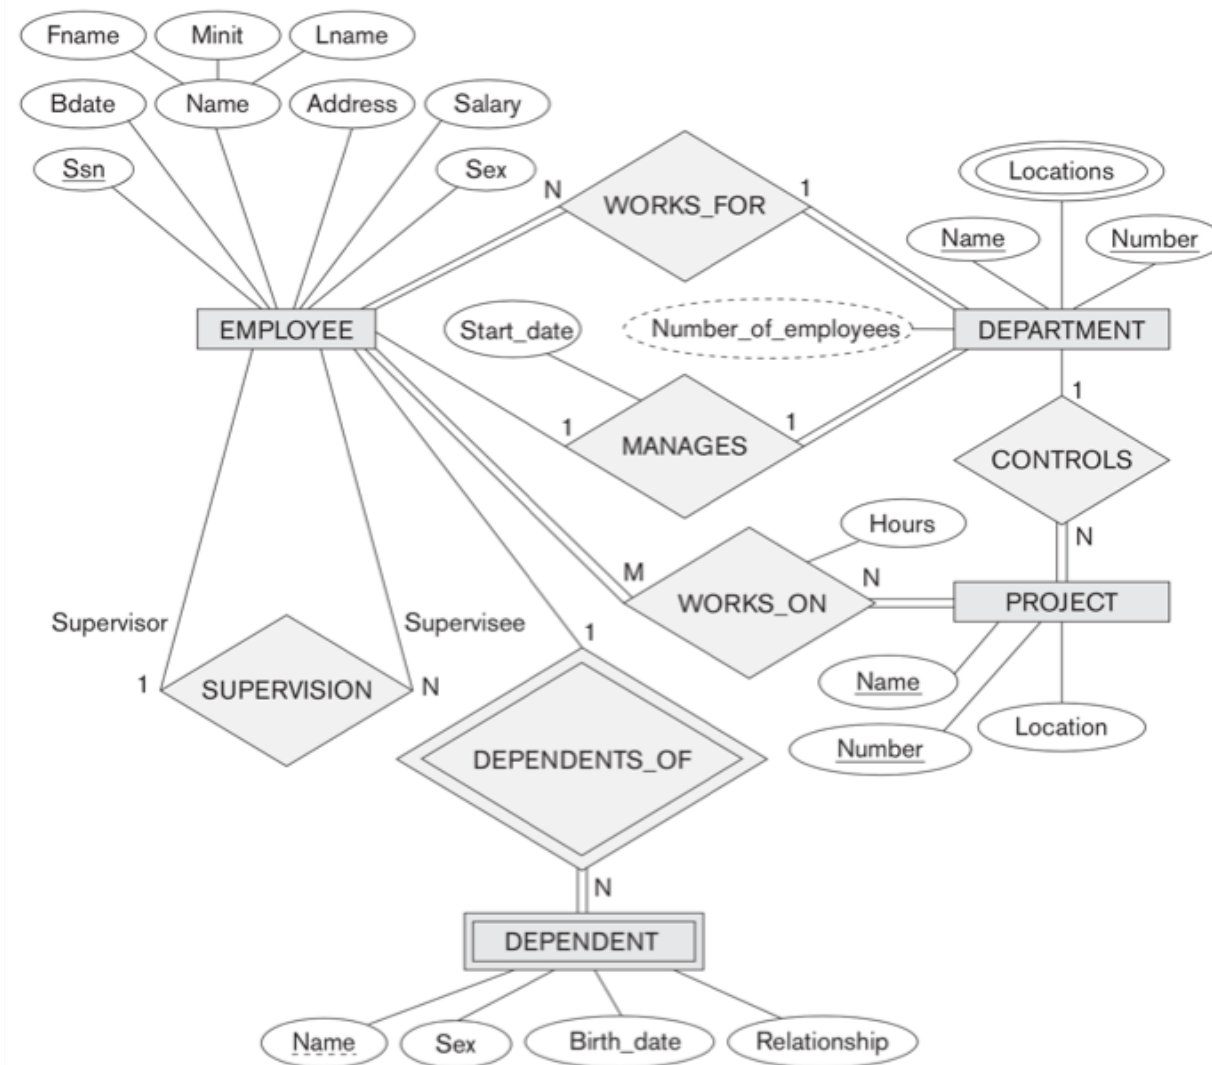 Fname
Minit
Lname
Bdate
Name
Address
Salary
Ssn
Sex
N
WORKS_FOR
1
Locations
Name
Number
EMPLOYEE
Start_date
Number_of_employees
DEPARTMENT
1
MANAGES
1
1
CONTROLS
N
Hours
M
WORKS_ON
N
PROJECT
Supervisor
Supervisee
1
SUPERVISION
N
1
Name
Number
Location
DEPENDENTS_OF
N
DEPENDENT
Name
Sex
Birth_date
Relationship